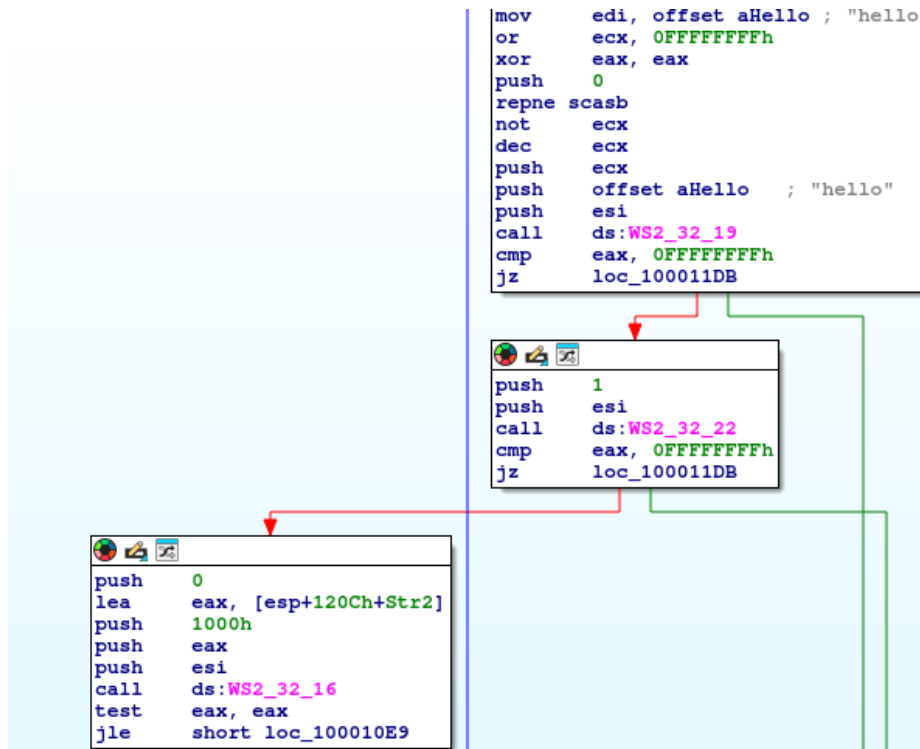 mov edi, offset aHello ; "hello
or ecx, 0FFFFFFFFh
xor eax, eax
push 0
repne scasb
not ecx
dec ecx
push ecx
push offset aHello ; "hello"
push esi
call ds:WS2_32_19
cmp eax, 0FFFFFFFFh
jz loc_100011DB
push 1
push esi
call ds:WS2_32_22
cmp eax, 0FFFFFFFFh
jz loc_100011DB
push 0
lea eax, [esp+120Ch+Str2]
push 1000h
push eax
push esi
call ds:WS2_32_16
test eax, eax
jle short loc_100010E9